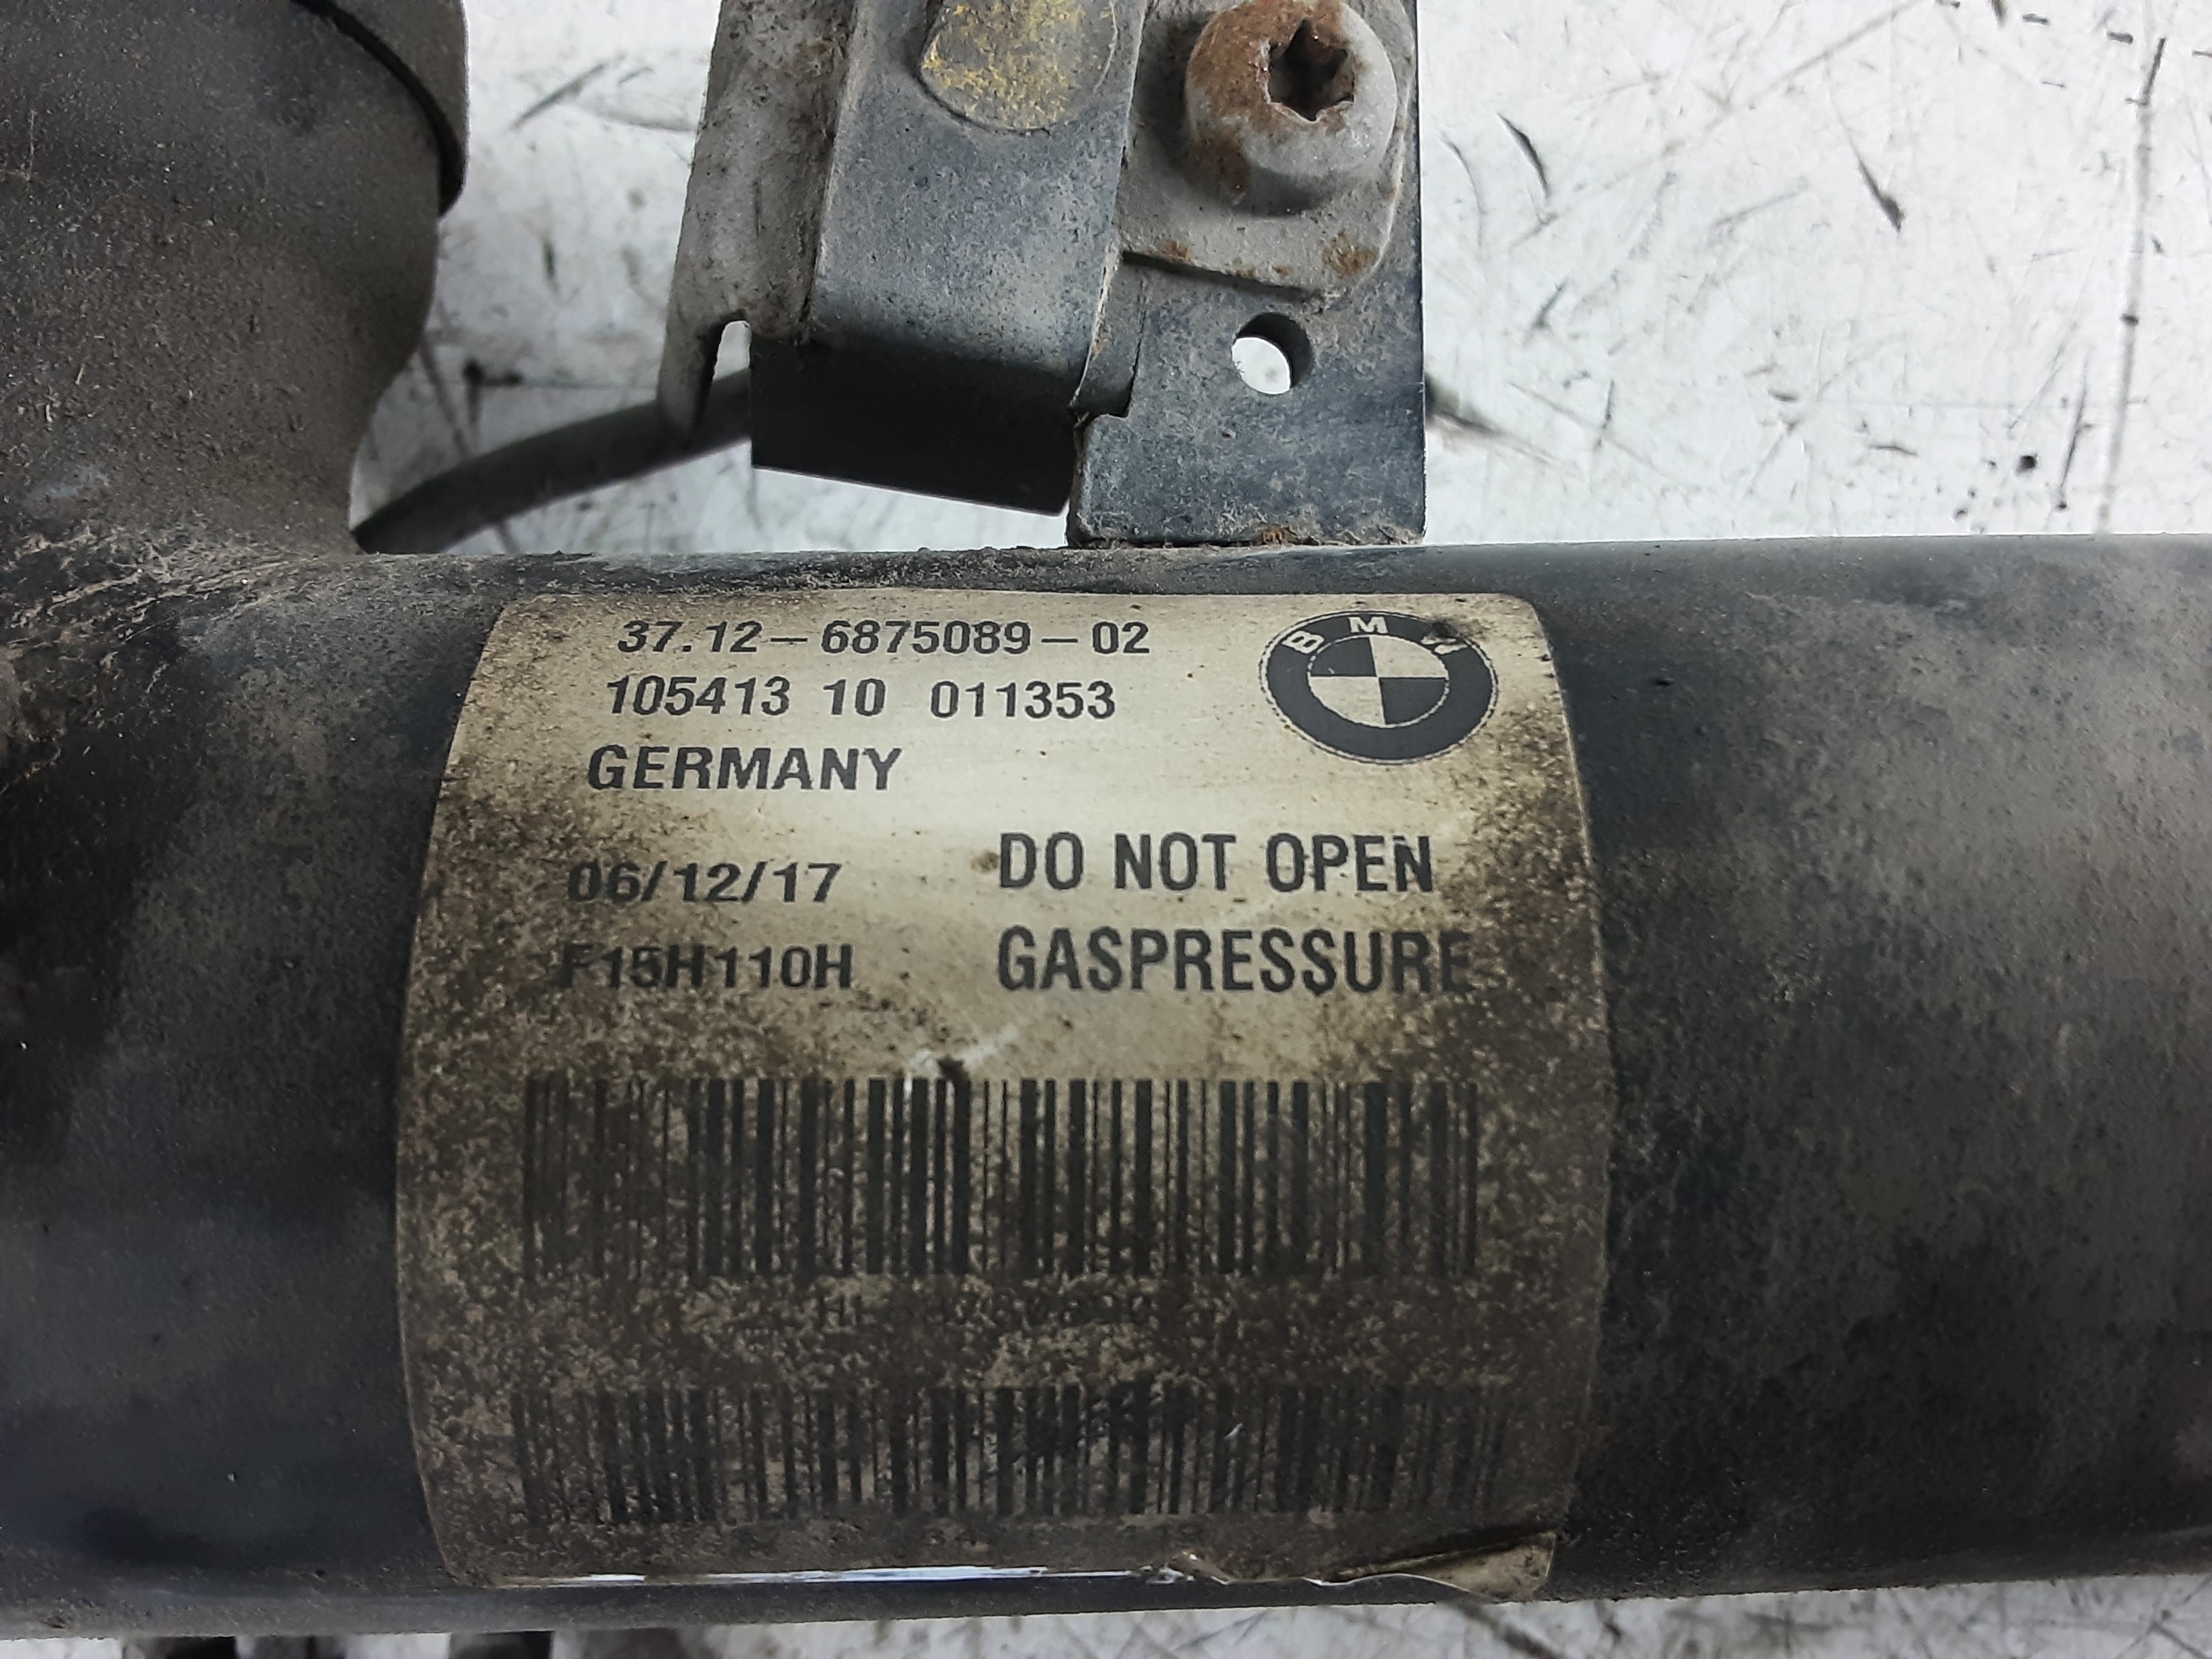 37.12-6875089-02
BMW
105413 10 011353
GERMANY
06/12/17
DO NOT OPEN
F15H110H
GASPRESSURE